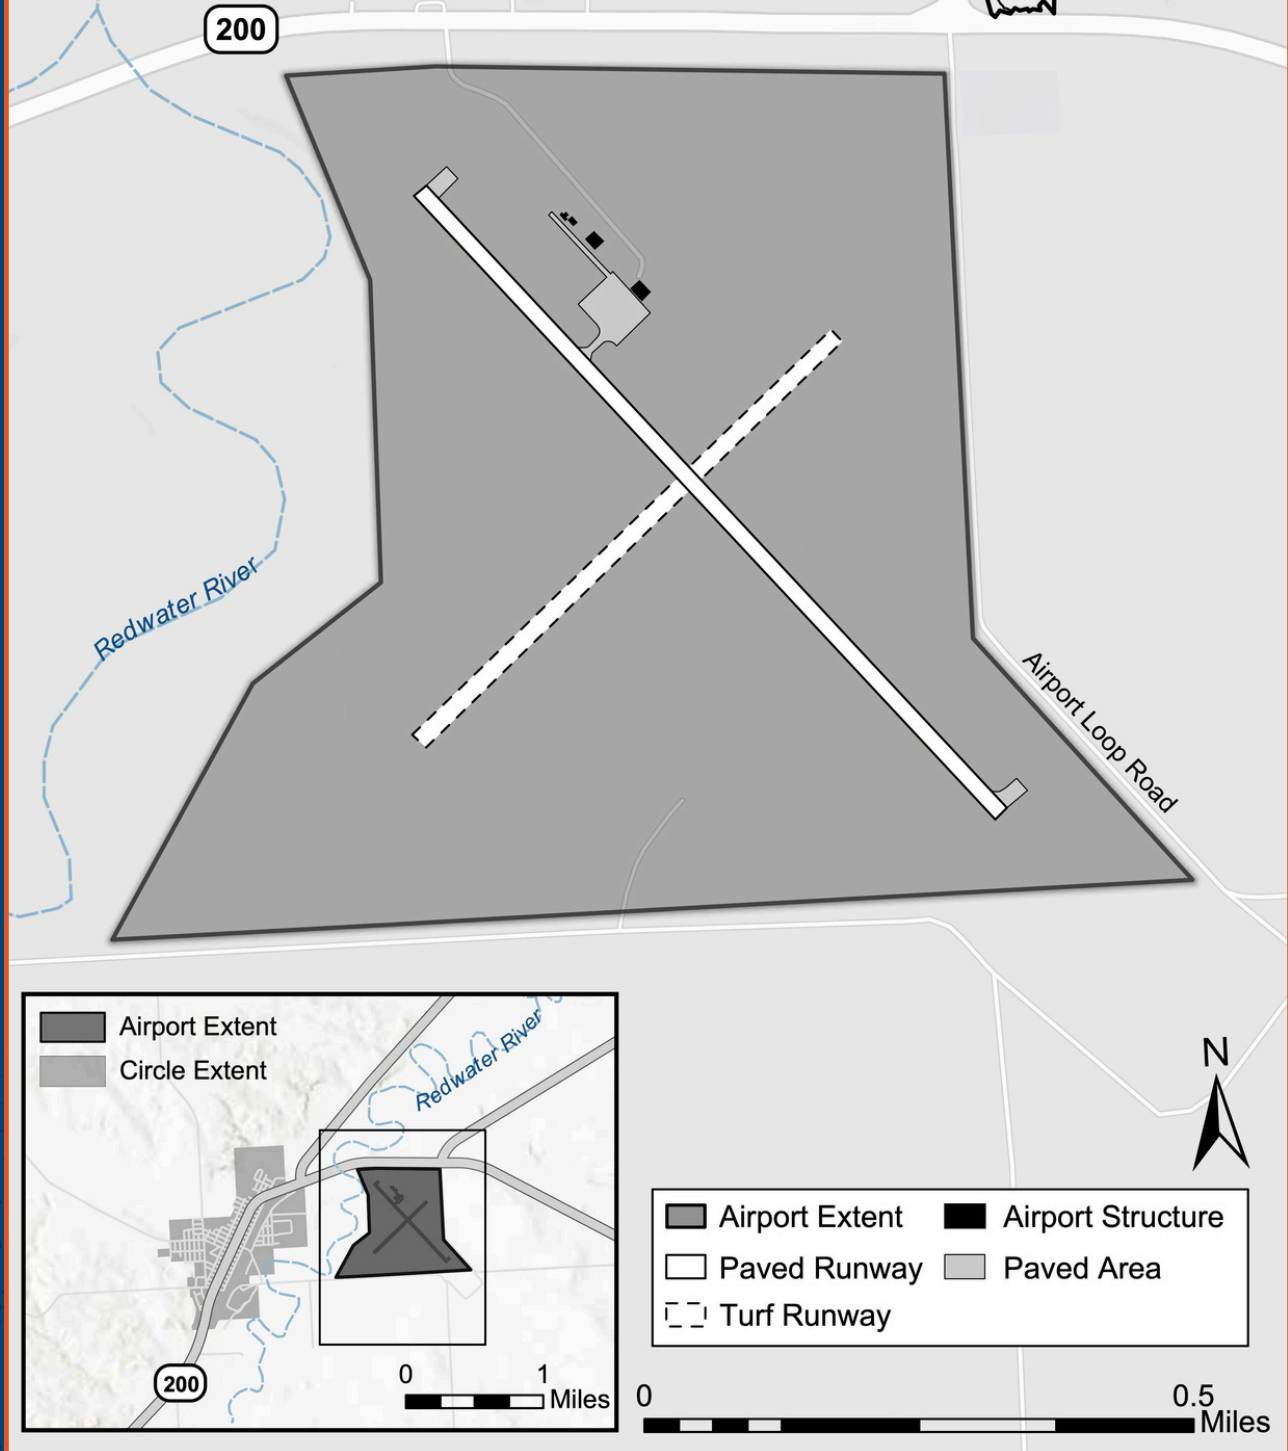 200
Redwater River
Airport Loop Road
Airport Extent
Circle Extent
Redwater River
200
0 1
Miles
N
Airport Extent
Airport Structure
Paved Runway
Paved Area
Turf Runway
0 0.5
Miles